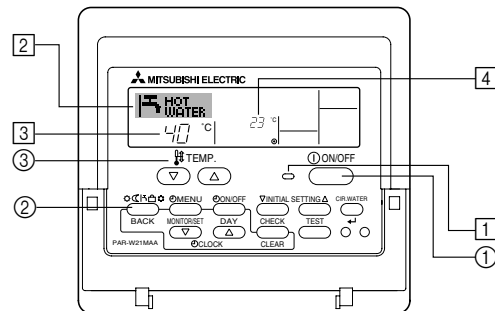 MITSUBISHI ELECTRIC
2
4
HOT
WATER
3
40 °C
23 °C
③
TEMP.
ON/OFF
②
MENU ON/OFF ▽INITIAL SETTING△ CIR.WATER
BACK MONITOR/SET DAY CHECK TEST
PAR-W21MAA CLOCK CLEAR
1
①